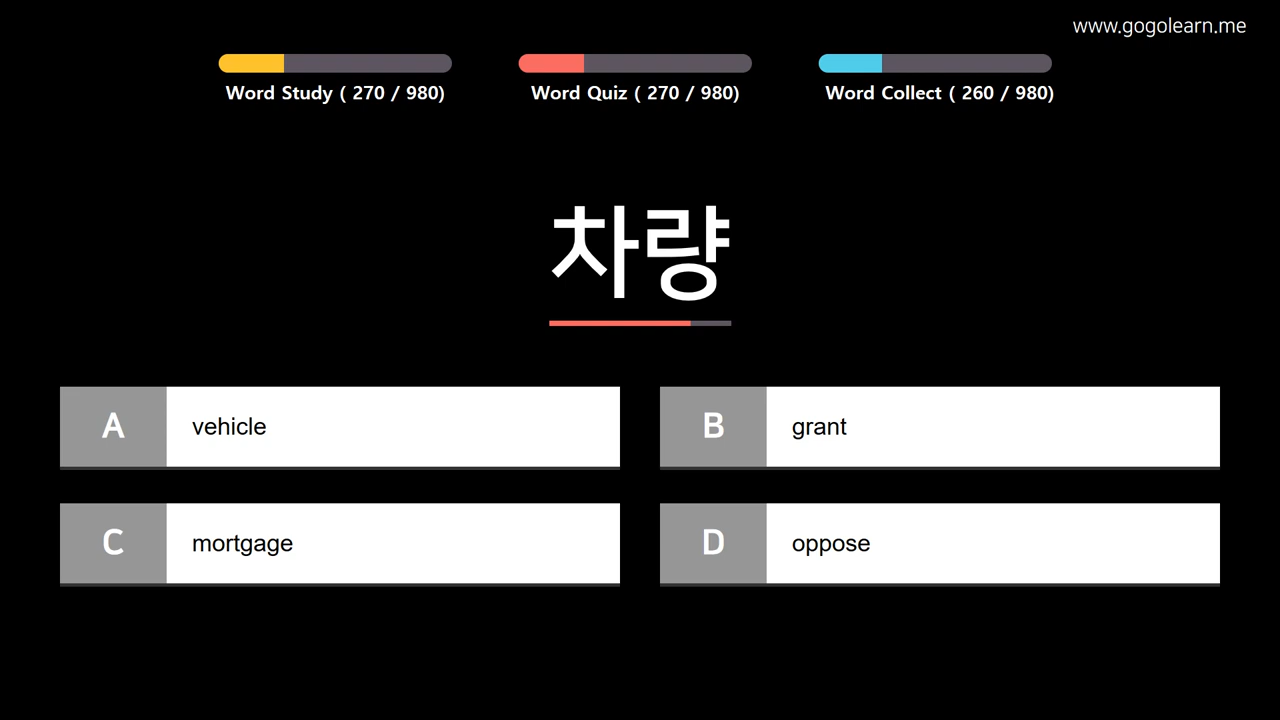 www.gogolearn.me
Word Study ( 270 / 980)
Word Quiz ( 270 / 980)
Word Collect ( 260 / 980)
차량
A vehicle
B grant
C mortgage
D oppose